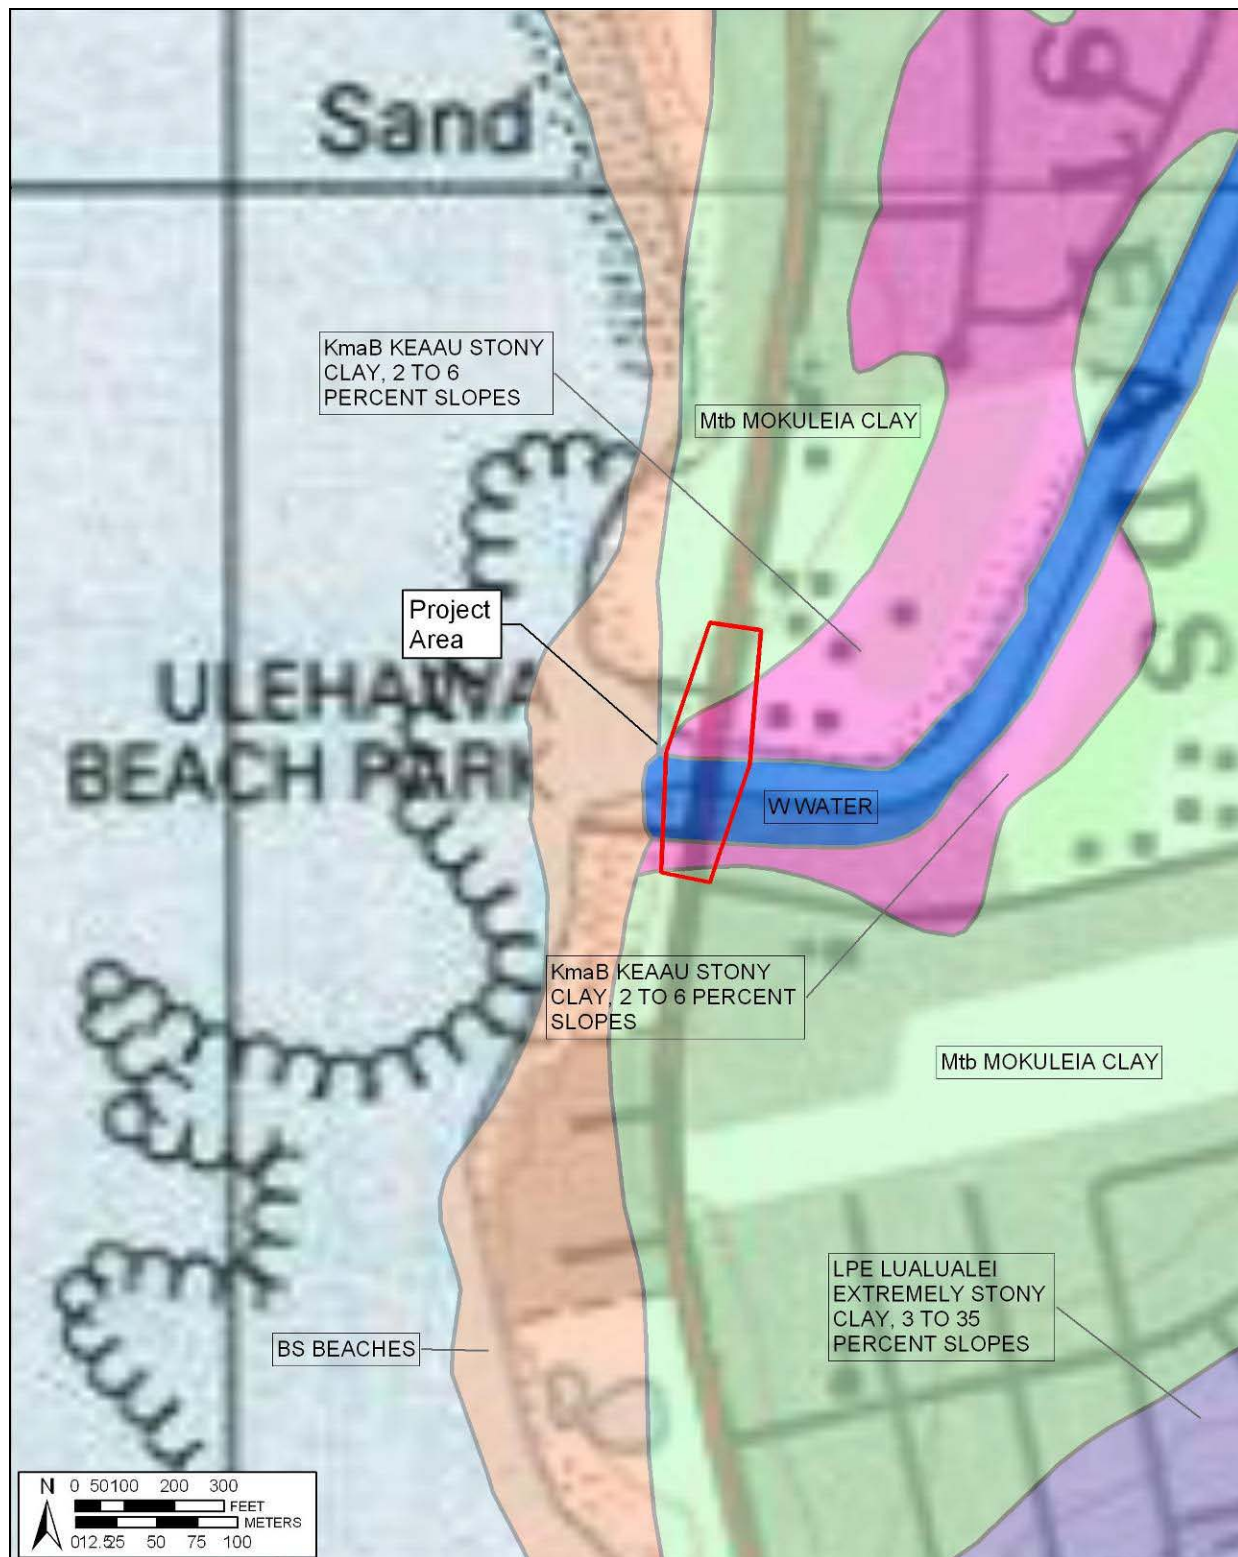 Sand
KmaB KEAAU STONY
CLAY, 2 TO 6
PERCENT SLOPES
Mtb MOKULEIA CLAY
Project
Area
ULEHAWA
BEACH PARK
W WATER
KmaB KEAAU STONY
CLAY, 2 TO 6 PERCENT
SLOPES
Mtb MOKULEIA CLAY
LPE LUALUALEI
EXTREMELY STONY
CLAY, 3 TO 35
PERCENT SLOPES
BS BEACHES
N
0 50 100 200 300
FEET
METERS
0 12.5 25 50 75 100